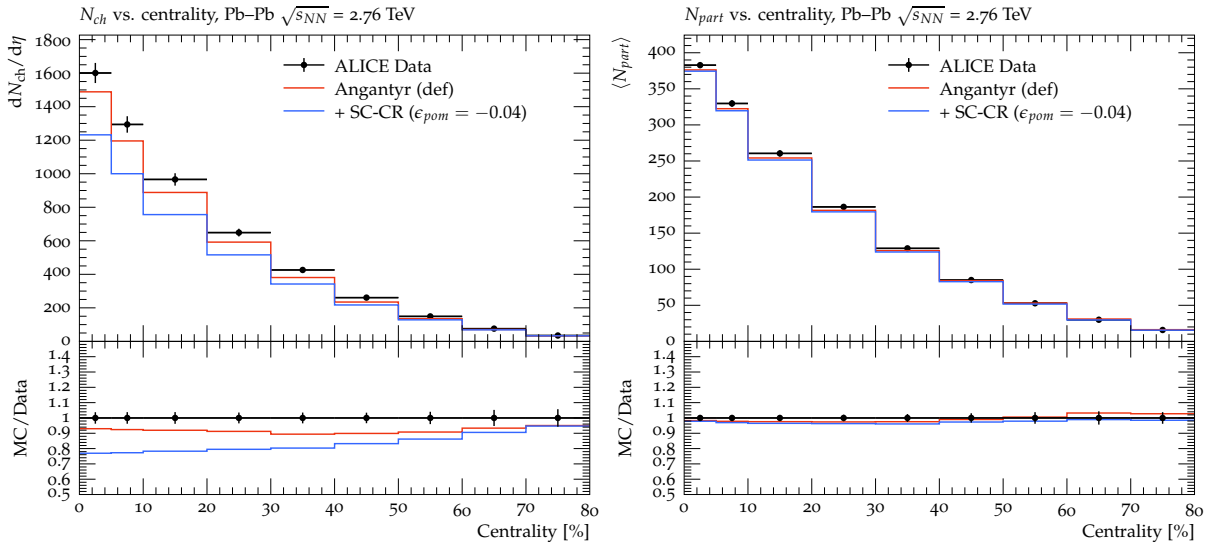 N_ch vs. centrality, Pb–Pb √s_NN = 2.76 TeV
dN_ch/dη
1800
1600
1400
1200
1000
800
600
400
200
0
ALICE Data
Angantyr (def)
+ SC-CR (ϵ_pom = −0.04)
MC/Data
1.4
1.3
1.2
1.1
1
0.9
0.8
0.7
0.6
0.5
0 10 20 30 40 50 60 70 80
Centrality [%]
N_part vs. centrality, Pb–Pb √s_NN = 2.76 TeV
⟨N_part⟩
400
350
300
250
200
150
100
50
0
ALICE Data
Angantyr (def)
+ SC-CR (ϵ_pom = −0.04)
MC/Data
1.4
1.3
1.2
1.1
1
0.9
0.8
0.7
0.6
0.5
0 10 20 30 40 50 60 70 80
Centrality [%]